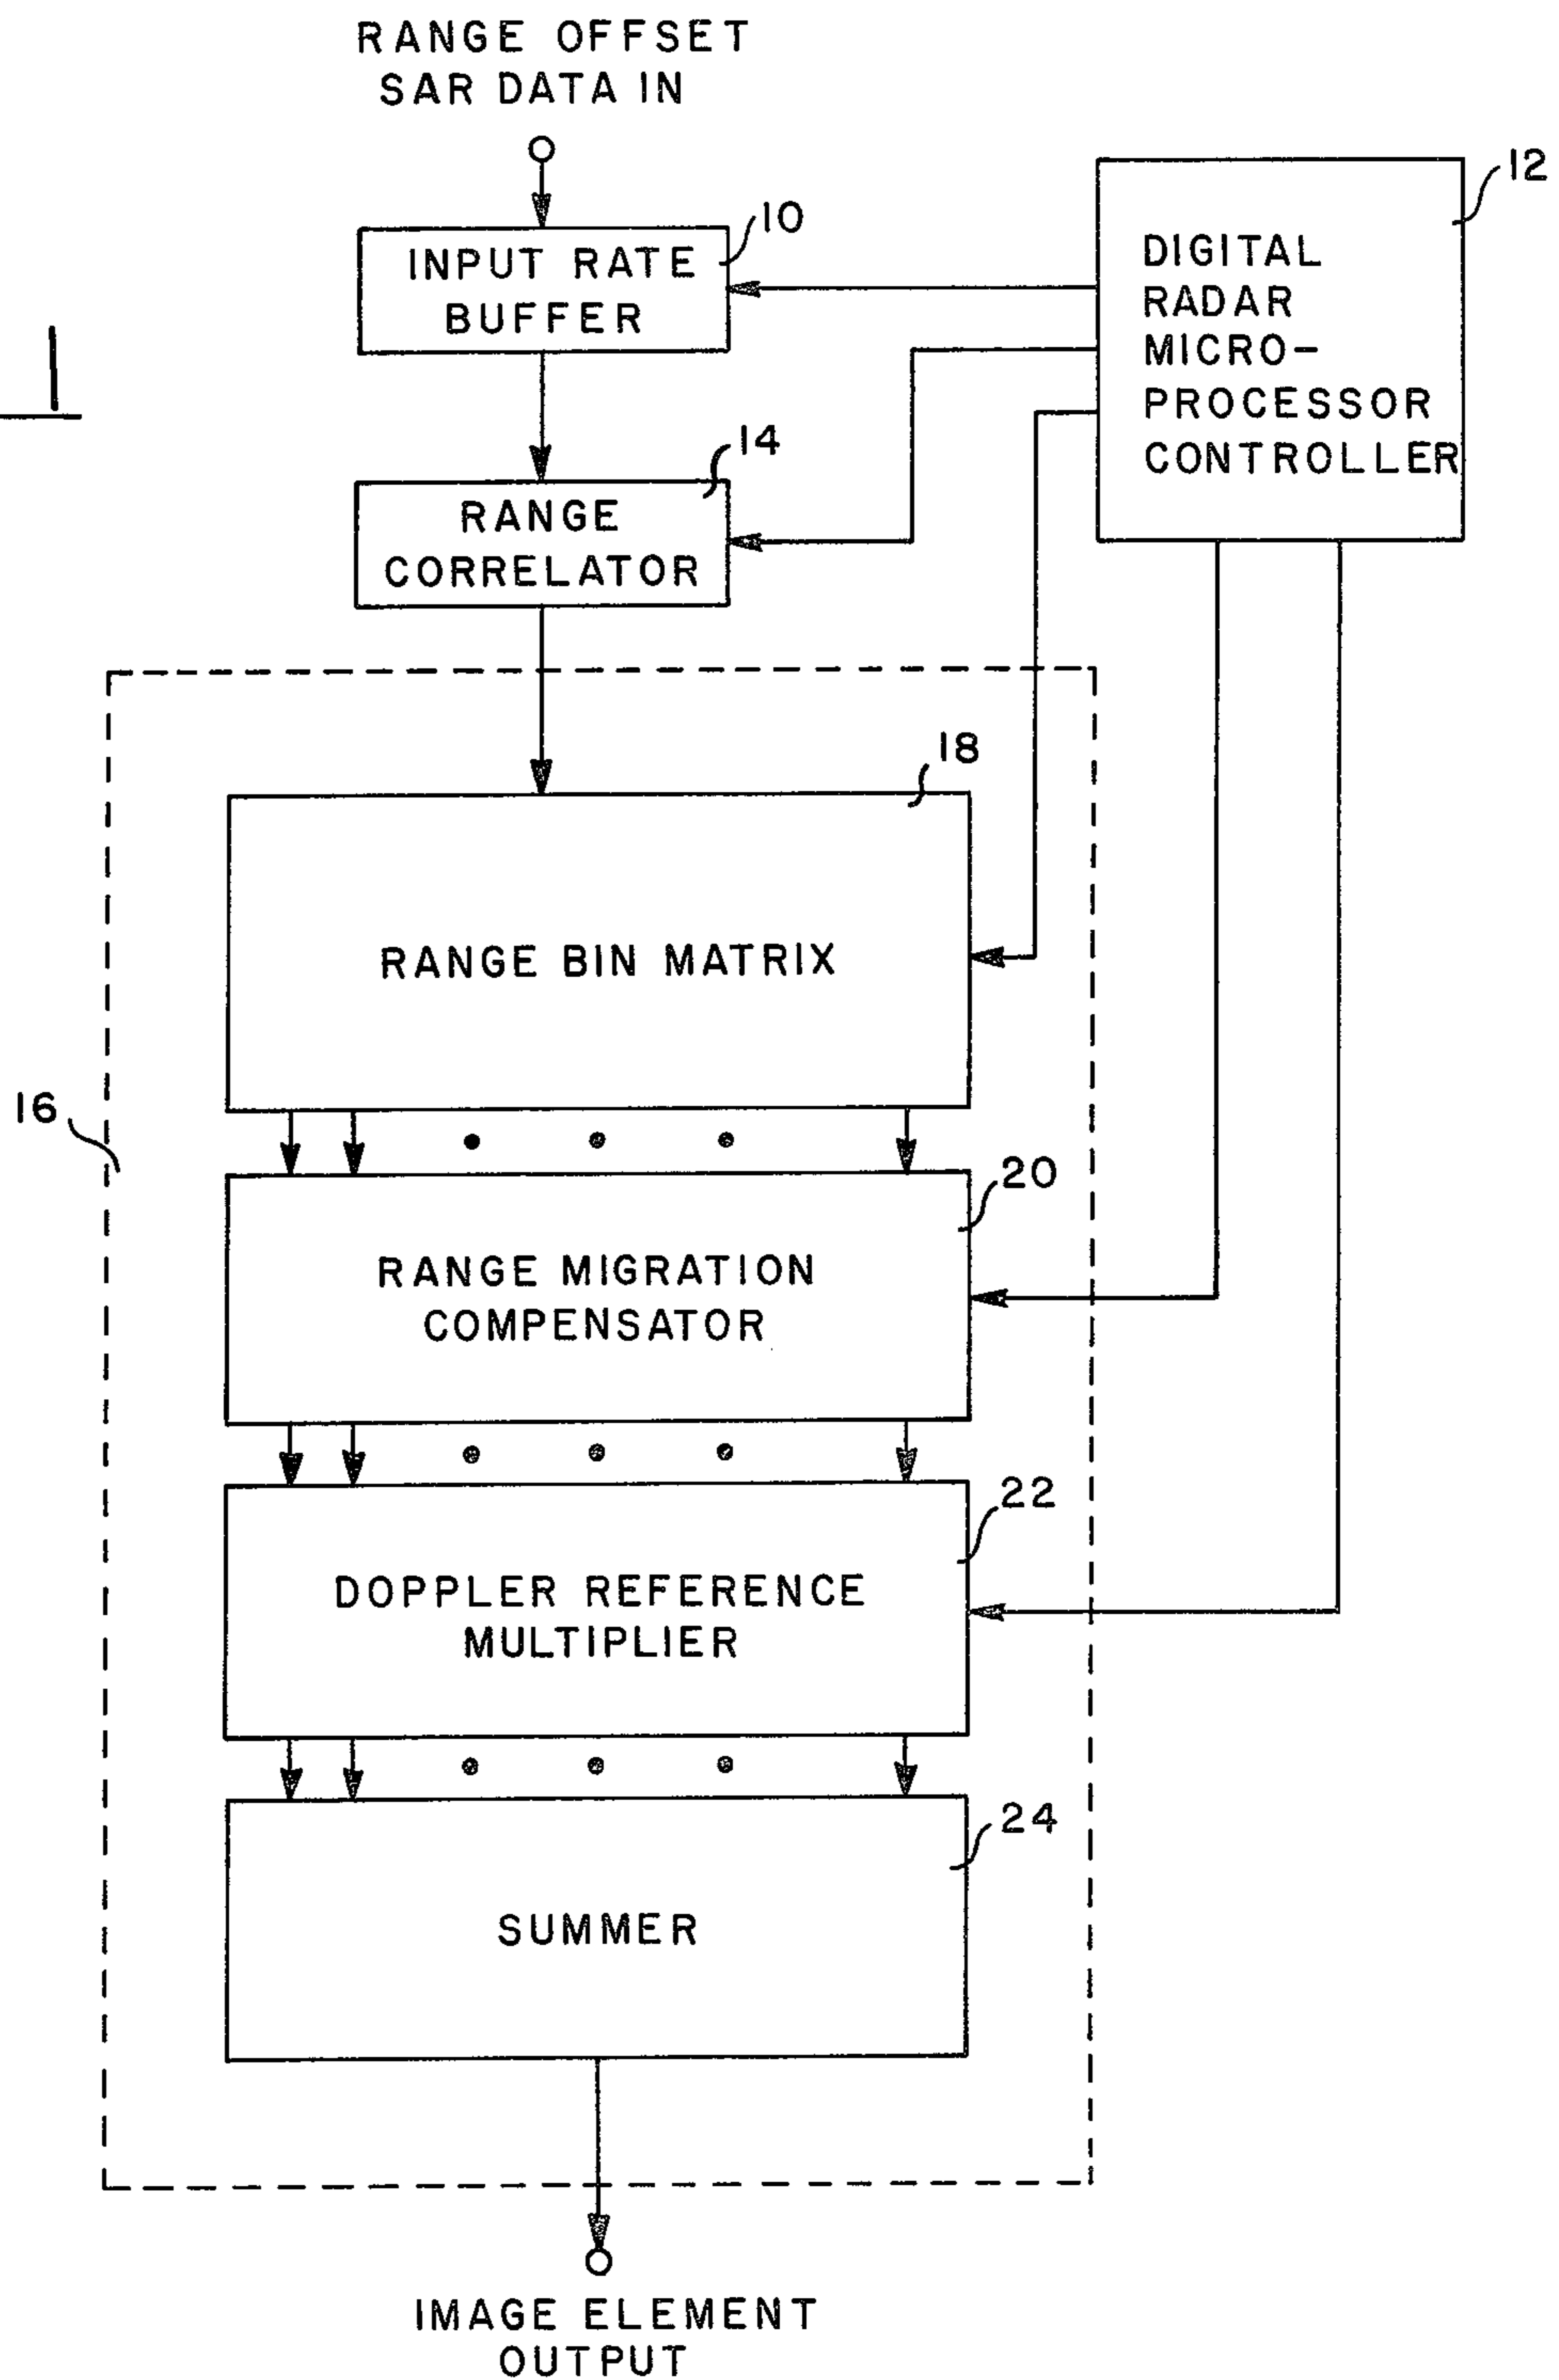 RANGE OFFSET
SAR DATA IN
12
10
INPUT RATE
BUFFER
DIGITAL
RADAR
MICRO-
PROCESSOR
CONTROLLER
1
14
RANGE
CORRELATOR
18
RANGE BIN MATRIX
16
20
RANGE MIGRATION
COMPENSATOR
22
DOPPLER REFERENCE
MULTIPLIER
24
SUMMER
IMAGE ELEMENT
OUTPUT